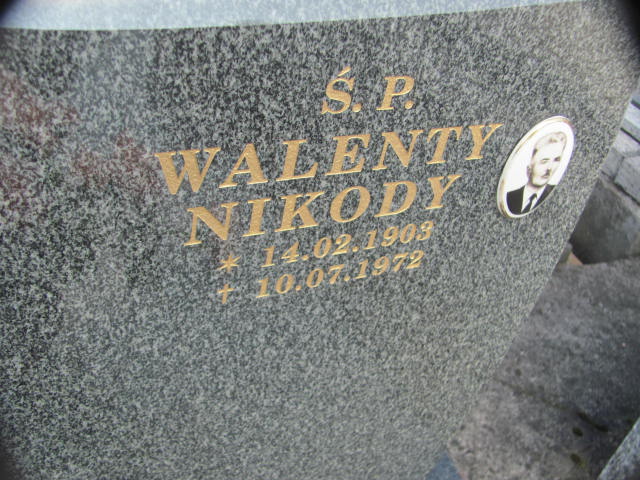 Ś. P.
WALENTY
NIKODY
* 14.02.1903
+ 10.07.1972